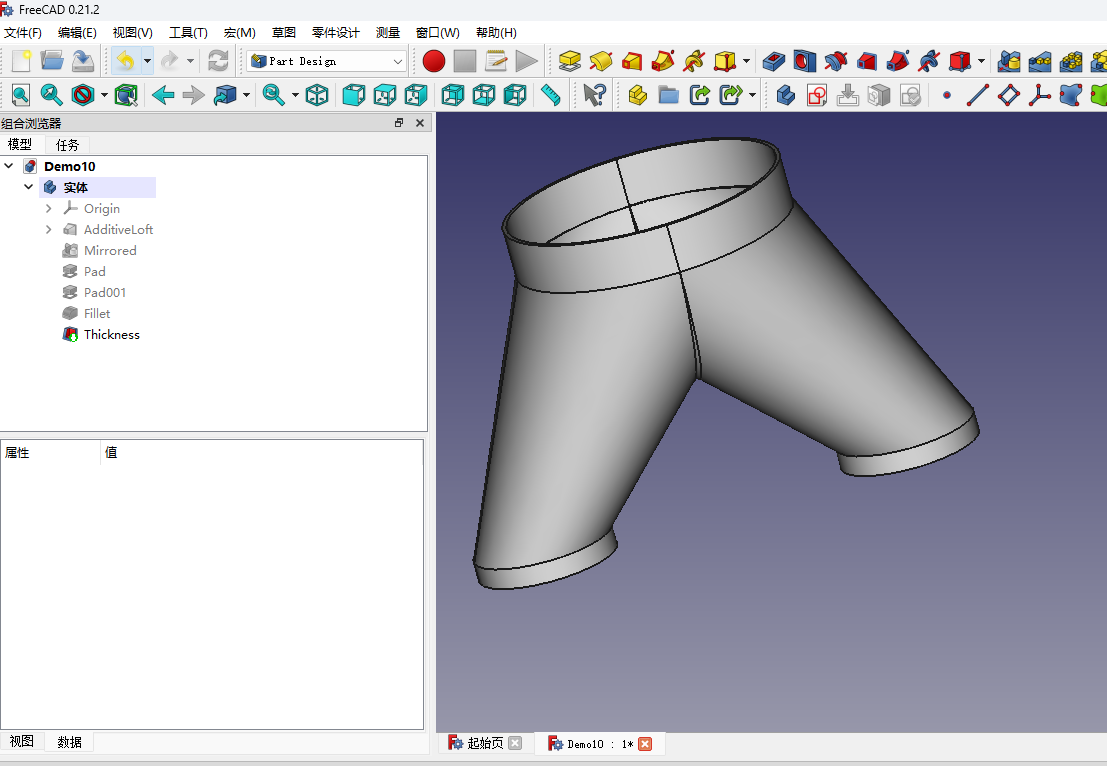 FreeCAD 0.21.2
文件(F) 编辑(E) 视图(V) 工具(T) 宏(M) 草图 零件设计 测量 窗口(W) 帮助(H)
Part Design
组合浏览器
模型 任务
Demo10
实体
Origin
AdditiveLoft
Mirrored
Pad
Pad001
Fillet
Thickness
属性 值
视图 数据
起始页 Demo10 : 1*